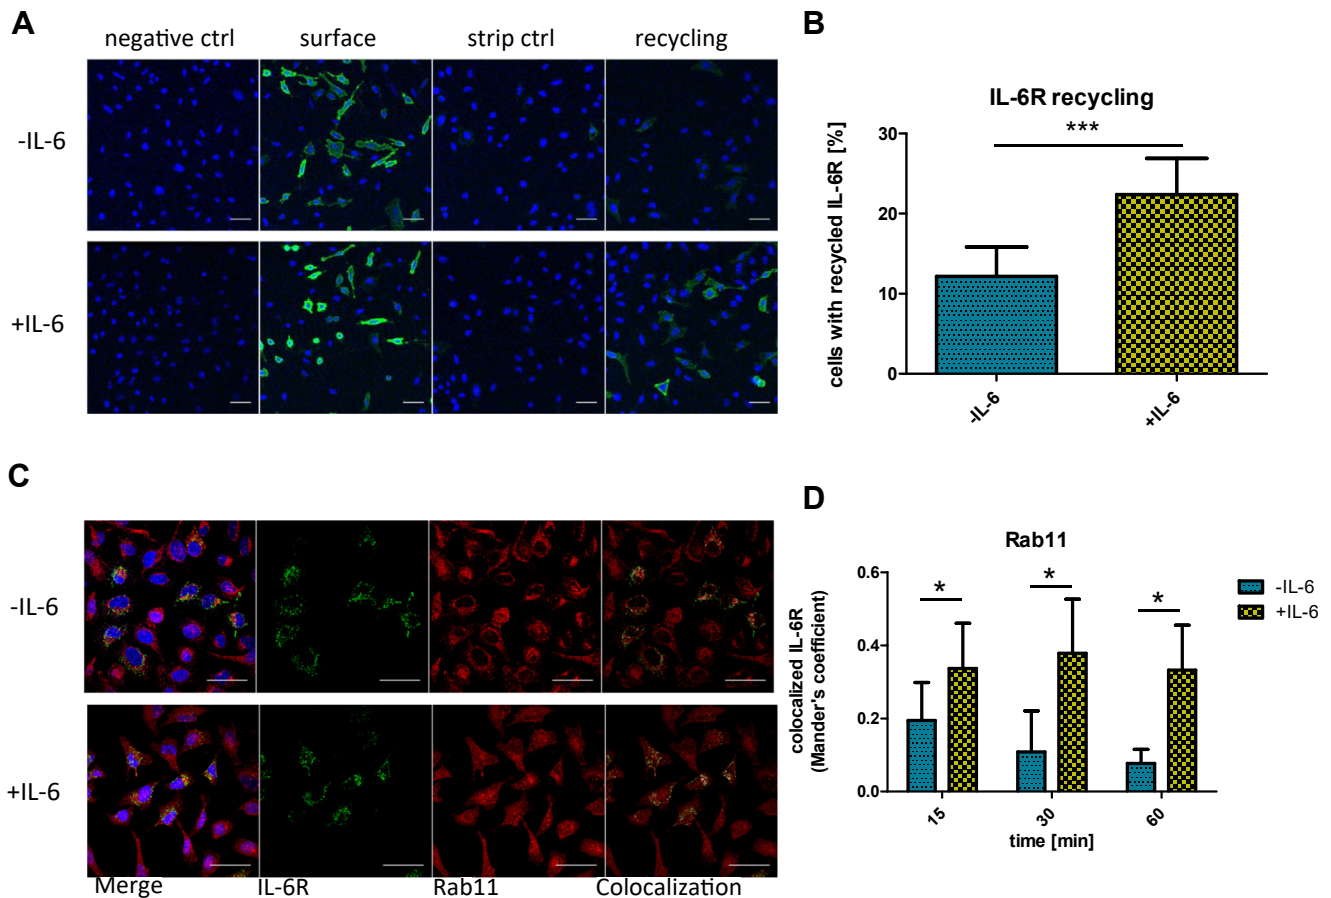 A
negative ctrl surface strip ctrl recycling
-IL-6
+IL-6
B
IL-6R recycling
***
cells with recycled IL-6R [%]
30
20
10
0
-IL-6
+IL-6
C
-IL-6
+IL-6
Merge IL-6R Rab11 Colocalization
D
Rab11
colocalized IL-6R
(Mander's coefficient)
0.6
0.4
0.2
0.0
* * *
15 30 60
time [min]
-IL-6
+IL-6